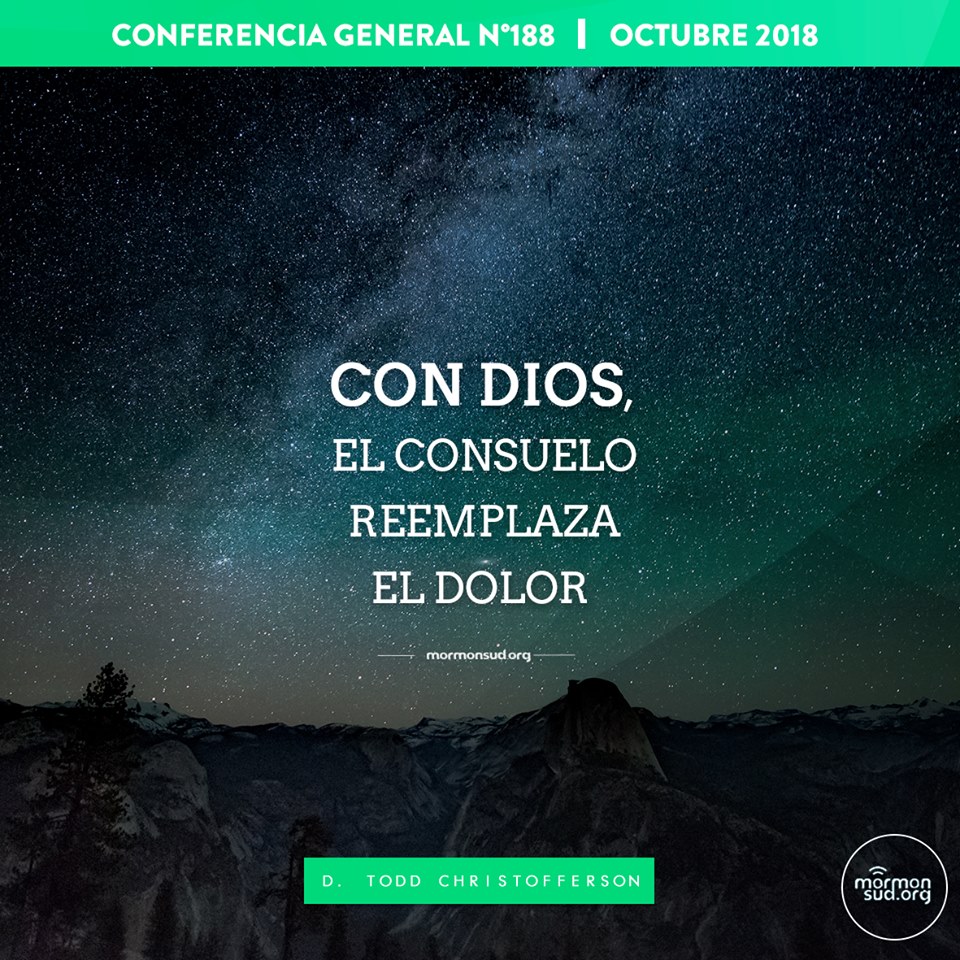 CONFERENCIA GENERAL N°188 | OCTUBRE 2018
CON DIOS,
EL CONSUELO
REEMPLAZA
EL DOLOR
mormonsud.org
D. TODD CHRISTOFFERSON
mormon
sud.org